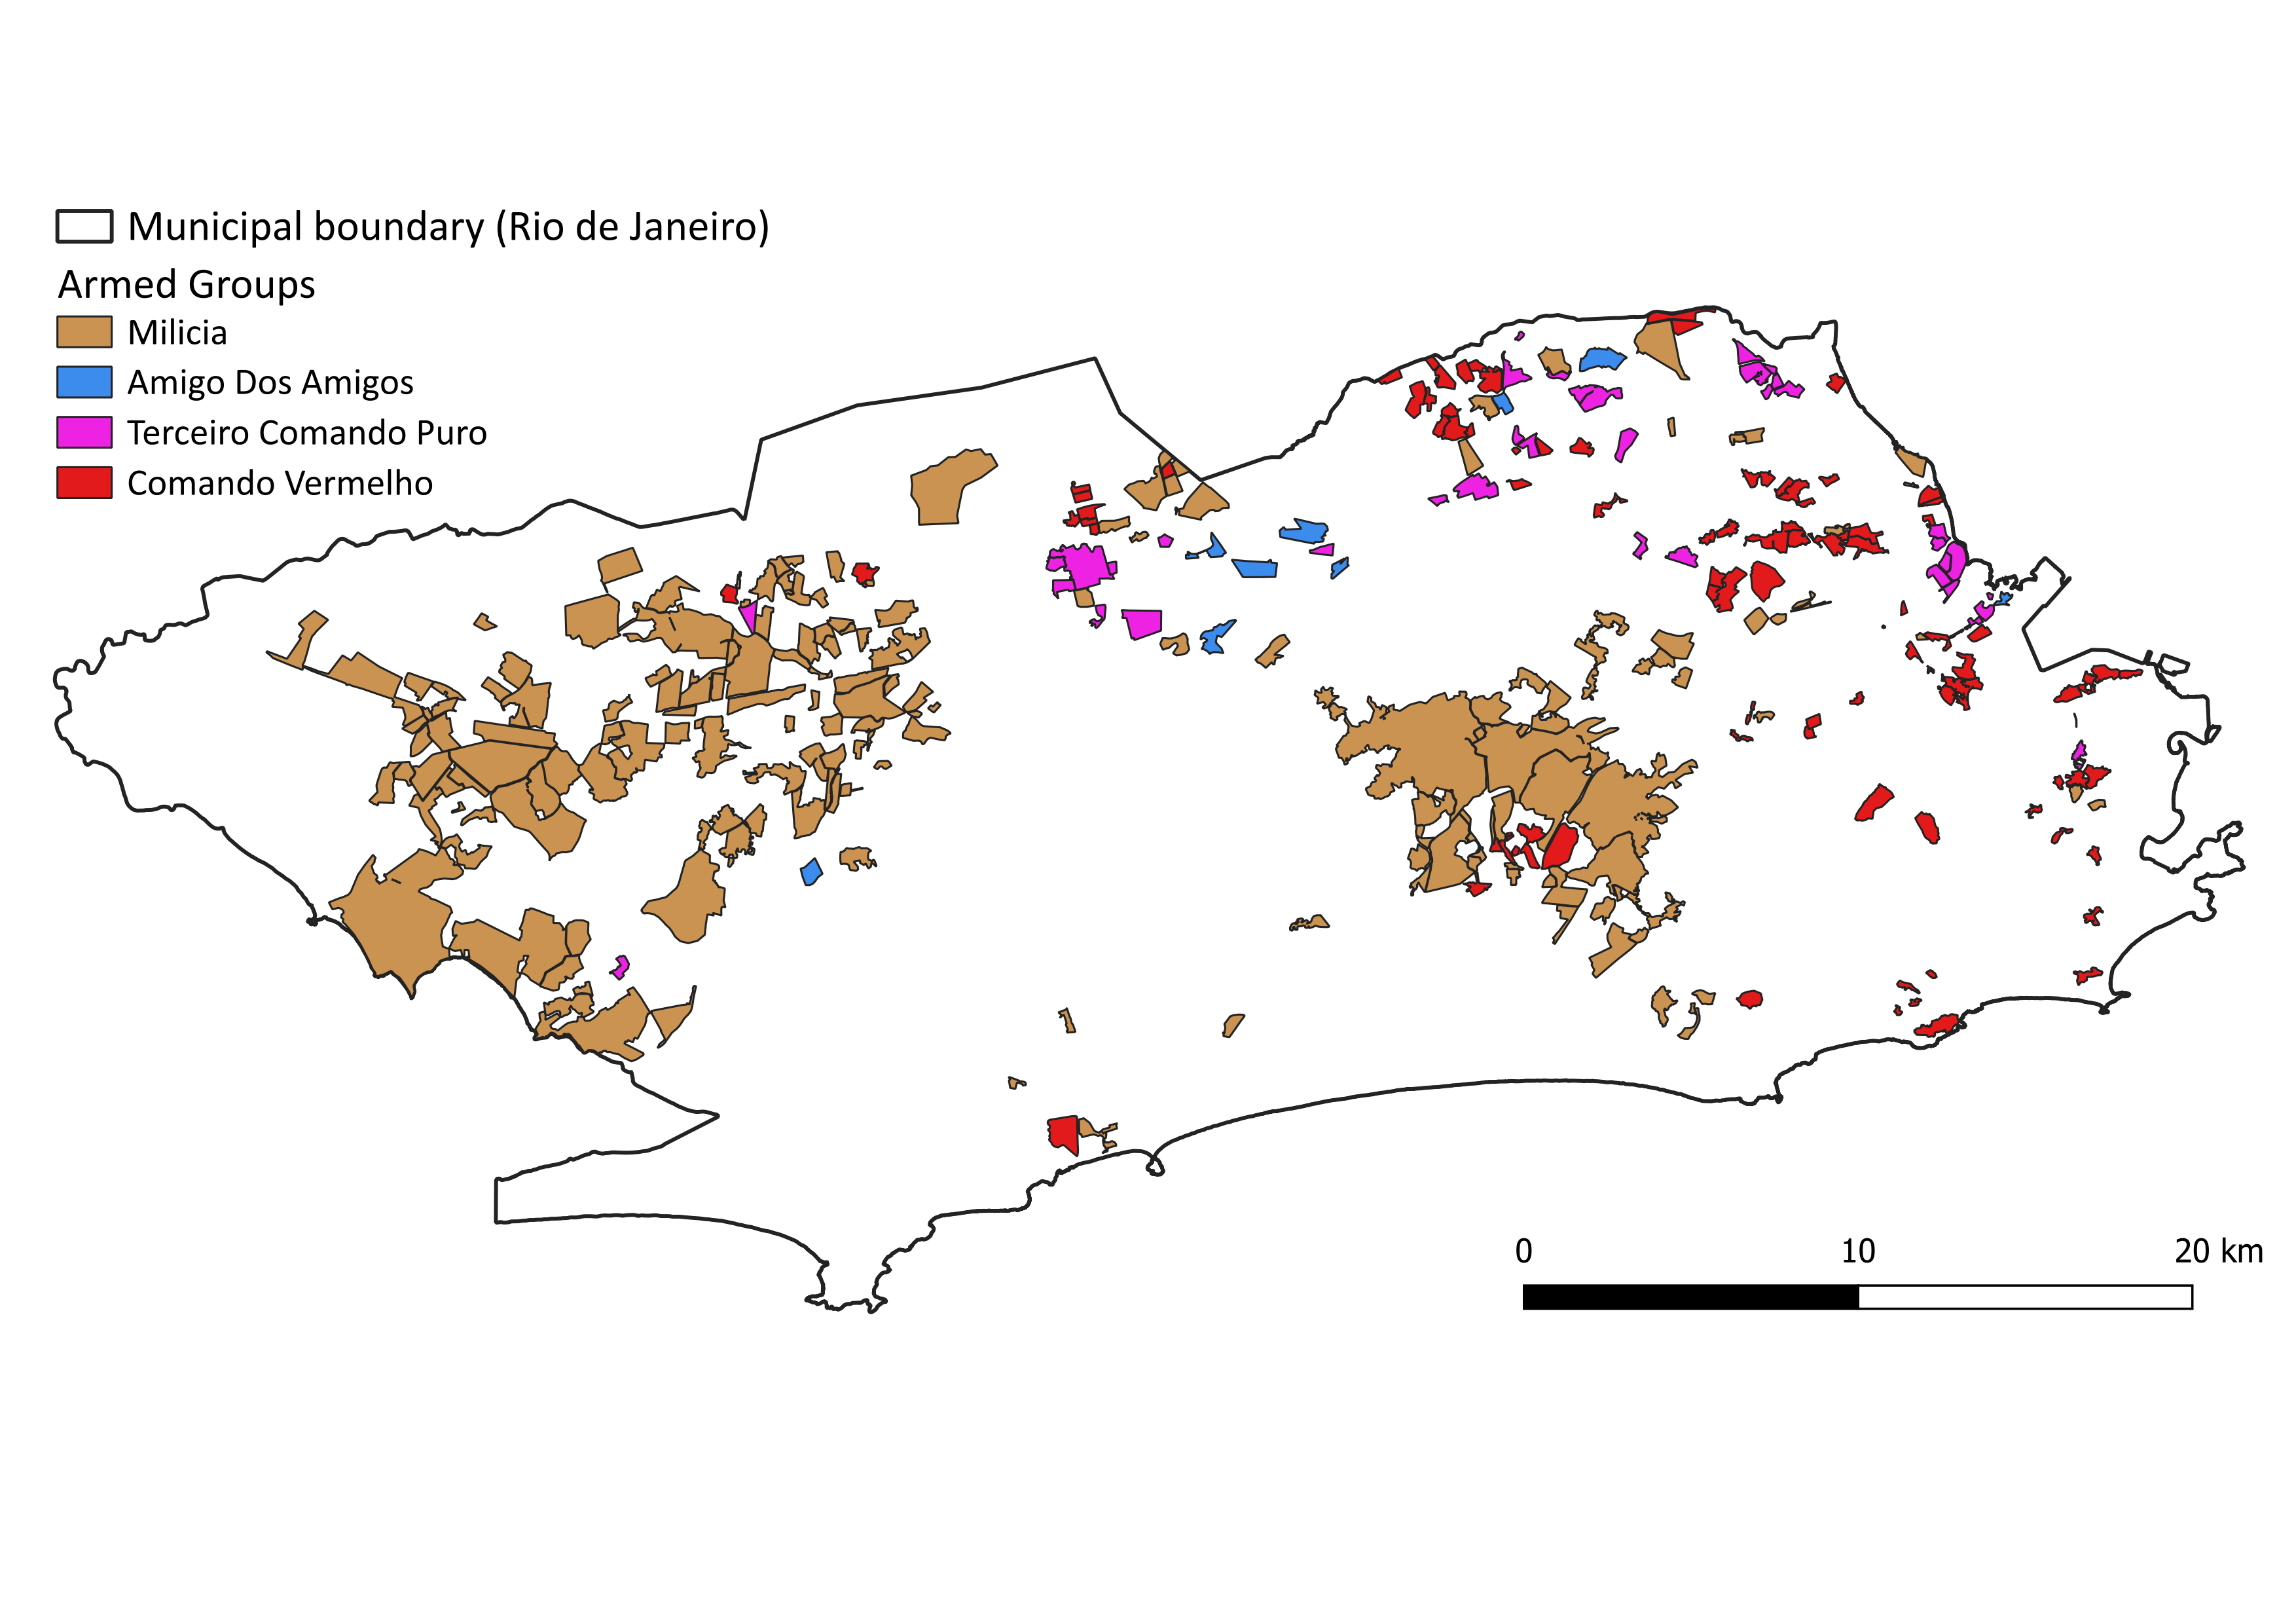 Municipal boundary (Rio de Janeiro)
Armed Groups
Milicia
Amigo Dos Amigos
Terceiro Comando Puro
Comando Vermelho
0 10 20 km